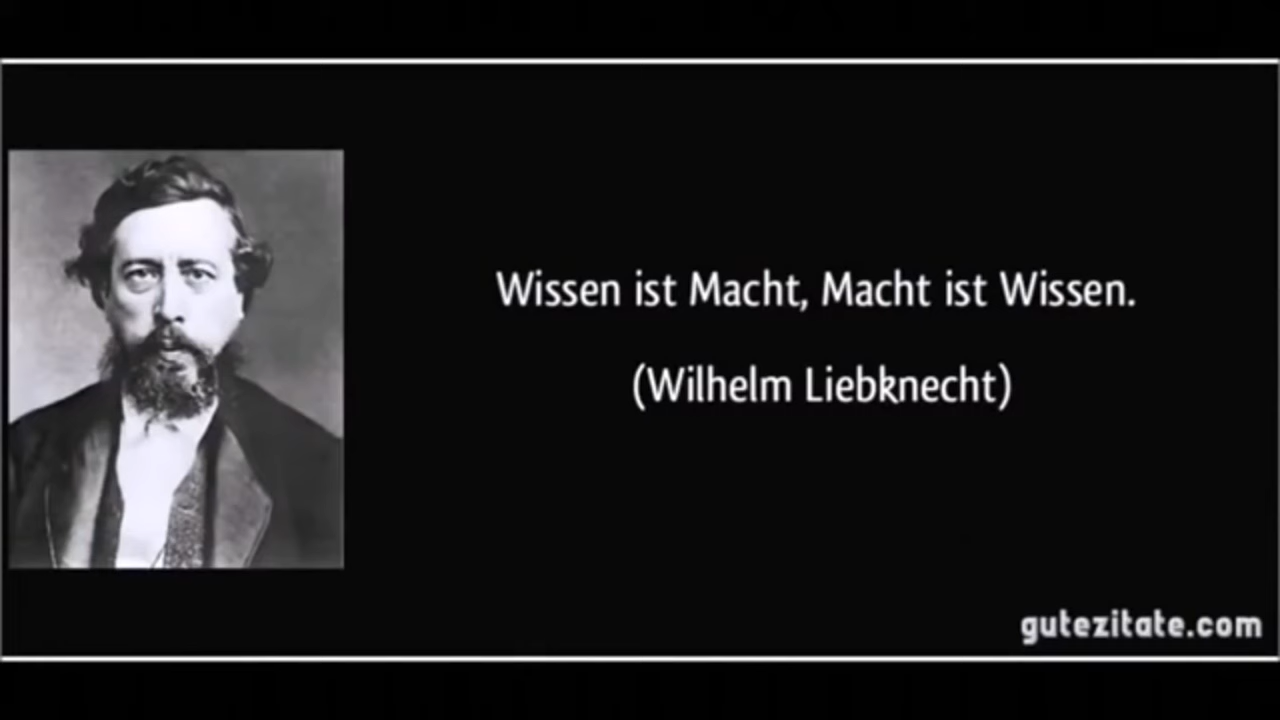 Wissen ist Macht, Macht ist Wissen.
(Wilhelm Liebknecht)
gutezitate.com